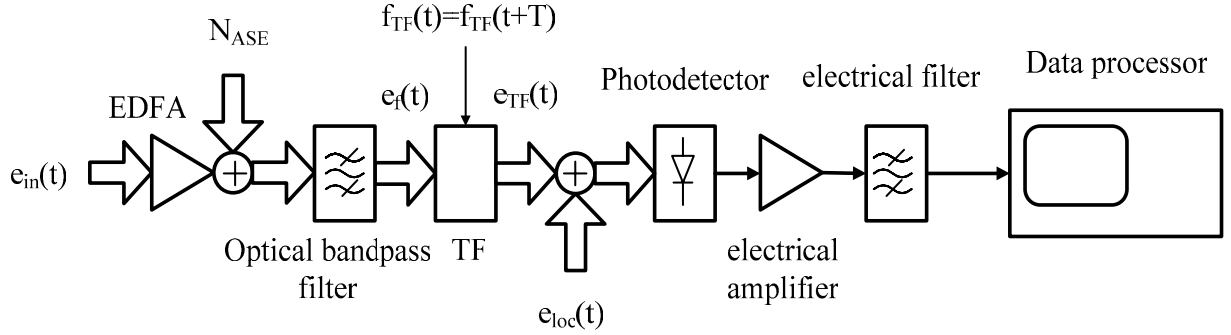 f_TF(t)=f_TF(t+T)
N_ASE
EDFA
e_f(t)
e_TF(t)
Photodetector
electrical filter
Data processor
e_in(t)
Optical bandpass
filter
TF
electrical
amplifier
e_loc(t)